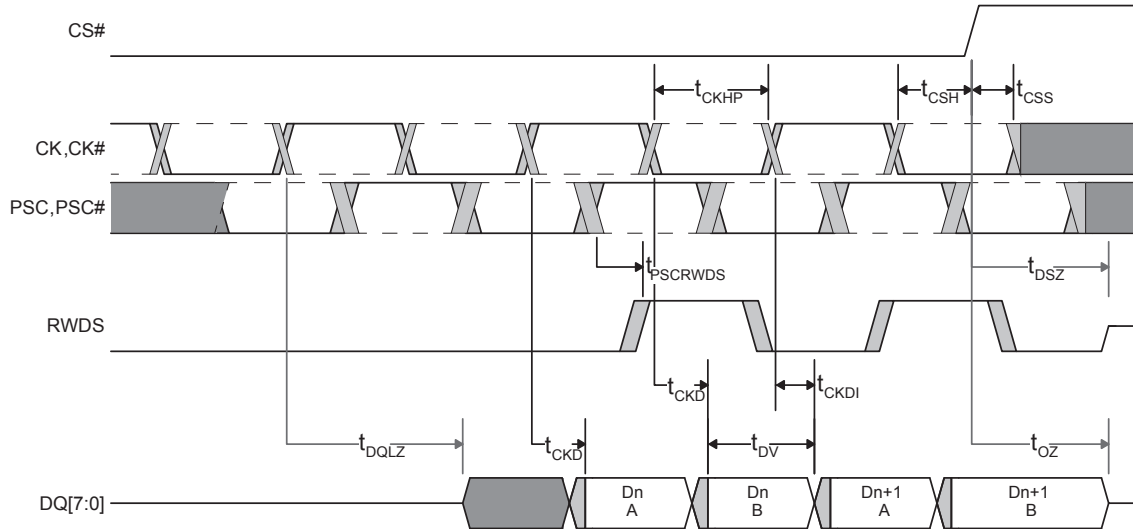 CS#
tCKHP
tCSH
tCSS
CK,CK#
PSC,PSC#
tPSCRWDS
tDSZ
RWDS
tCKD
tCKDI
tDQLZ
tCKD
tDV
tOZ
DQ[7:0]
Dn
A
Dn
B
Dn+1
A
Dn+1
B